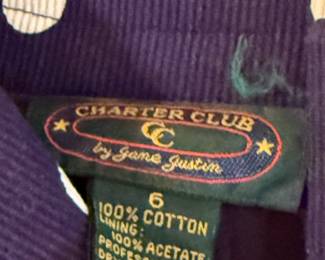 CHARTER CLUB
CC
by Jane Justin
6
100% COTTON
LINING:
100% ACETATE